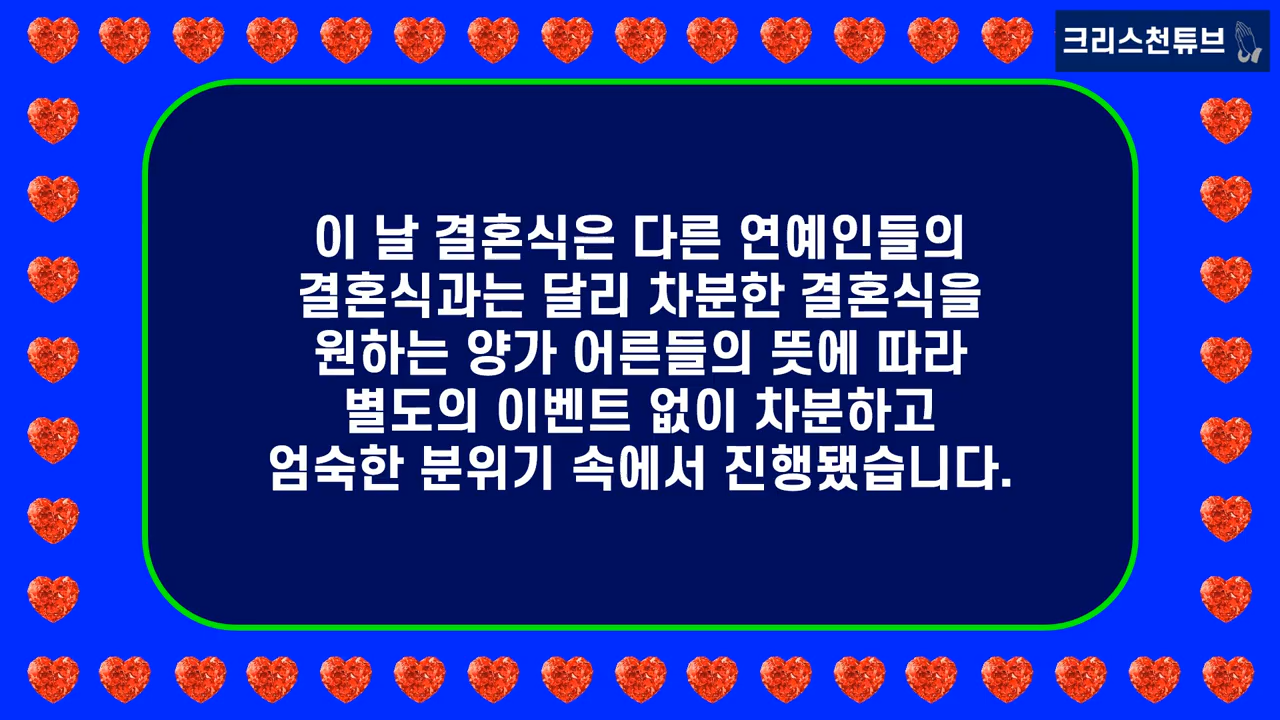 크리스천튜브
이 날 결혼식은 다른 연예인들의
결혼식과는 달리 차분한 결혼식을
원하는 양가 어른들의 뜻에 따라
별도의 이벤트 없이 차분하고
엄숙한 분위기 속에서 진행됐습니다.